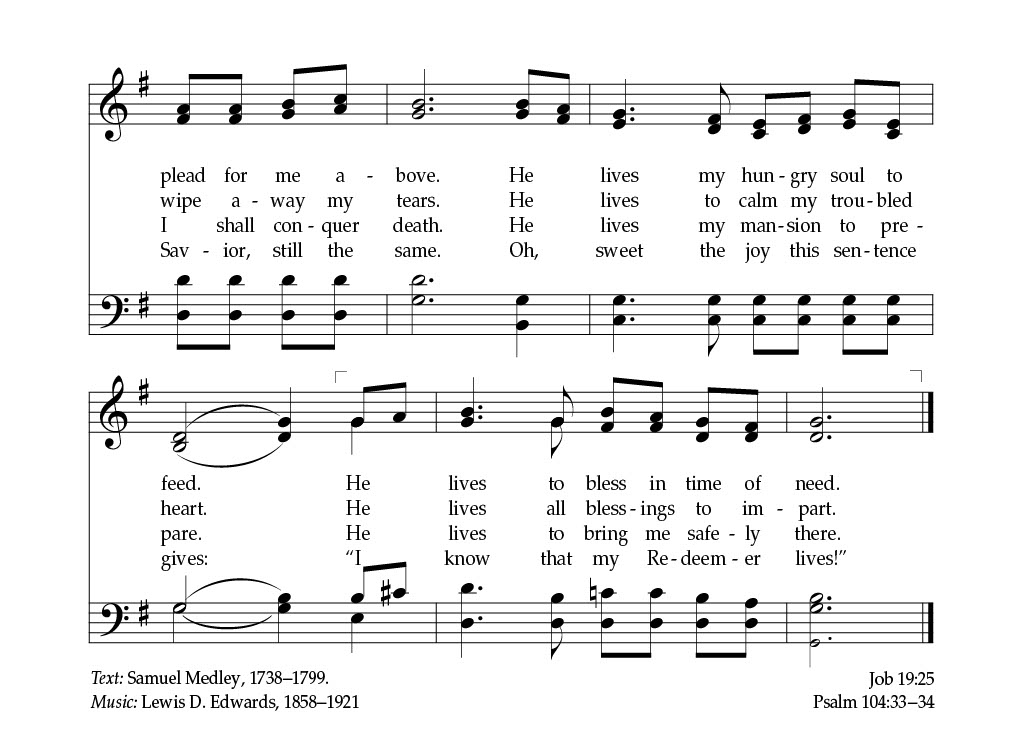 plead for me a - bove. He lives my hun - gry soul to
wipe a - way my tears. He lives to calm my trou - bled
I shall con - quer death. He lives my man - sion to pre -
Sav - ior, still the same. Oh, sweet the joy this sen - tence
feed. He lives to bless in time of need.
heart. He lives all bless - ings to im - part.
pare. He lives to bring me safe - ly there.
gives: “I know that my Re - deem - er lives!”
Text: Samuel Medley, 1738–1799.
Music: Lewis D. Edwards, 1858–1921
Job 19:25
Psalm 104:33–34